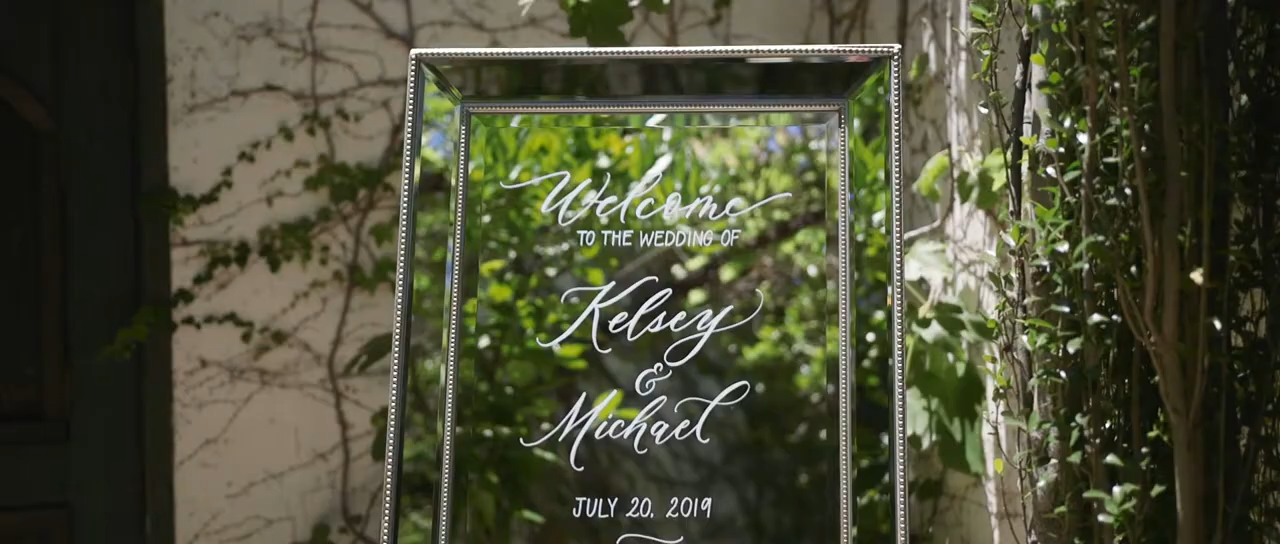 Welcome
TO THE WEDDING OF
Kelsey
&
Michael
JULY 20, 2019